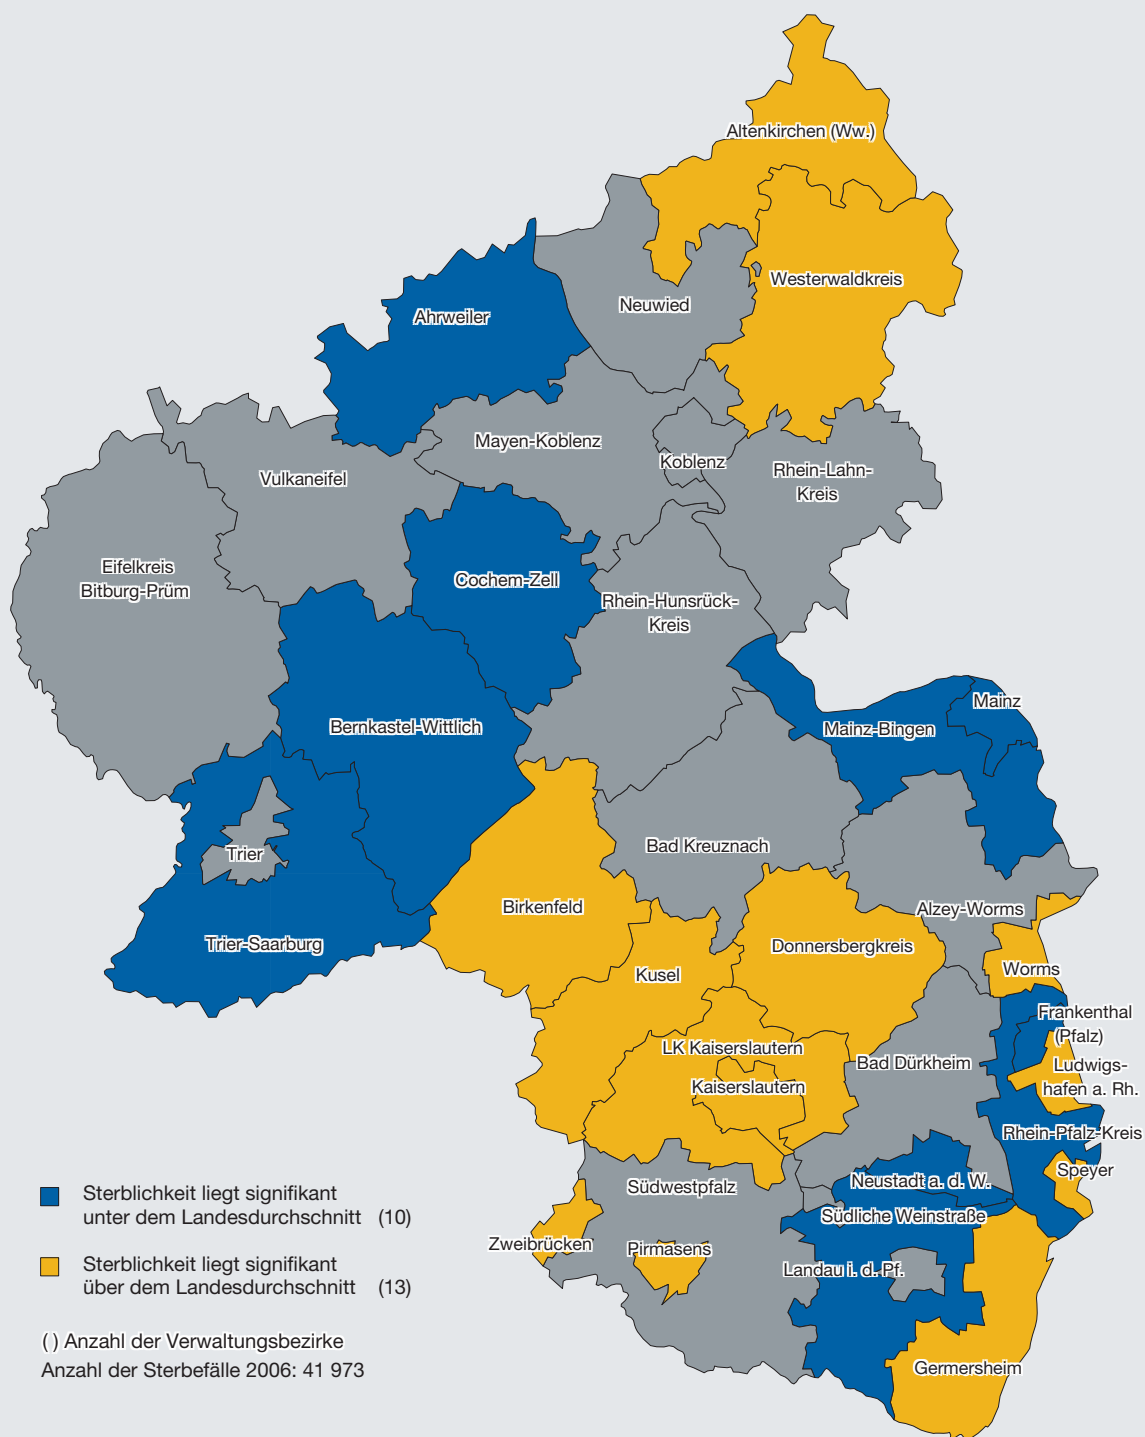 Altenkirchen (Ww.)
Westerwaldkreis
Neuwied
Ahrweiler
Mayen-Koblenz
Koblenz
Rhein-Lahn-
Kreis
Vulkaneifel
Eifelkreis
Bitburg-Prüm
Cochem-Zell
Rhein-Hunsrück-
Kreis
Mainz
Mainz-Bingen
Bernkastel-Wittlich
Bad Kreuznach
Trier
Birkenfeld
Alzey-Worms
Trier-Saarburg
Donnersbergkreis
Kusel
Worms
Frankenthal
(Pfalz)
LK Kaiserslautern
Bad Dürkheim
Ludwigs-
hafen a. Rh.
Kaiserslautern
Rhein-Pfalz-Kreis
Speyer
Neustadt a. d. W.
Südwestpfalz
Südliche Weinstraße
Zweibrücken
Pirmasens
Landau i. d. Pf.
Germersheim
Sterblichkeit liegt signifikant
unter dem Landesdurchschnitt (10)
Sterblichkeit liegt signifikant
über dem Landesdurchschnitt (13)
( ) Anzahl der Verwaltungsbezirke
Anzahl der Sterbefälle 2006: 41 973